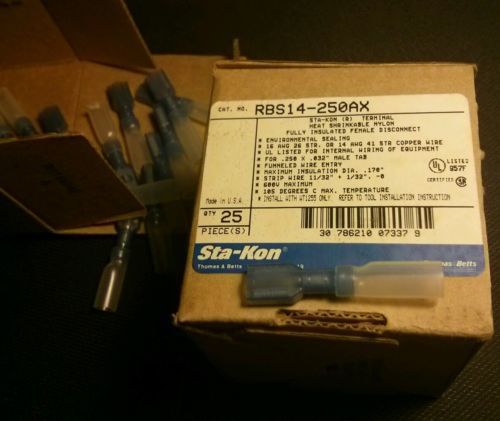 CAT. NO. RBS14-250AX
STA-KON (R) TERMINAL
HEAT SHRINKABLE NYLON
FULLY INSULATED FEMALE DISCONNECT
* ENVIRONMENTAL SEALING
* 16 AWG 26 STR. OR 14 AWG 41 STR COPPER WIRE
* UL LISTED FOR INTERNAL WIRING OF EQUIPMENT
* FOR .250 X .032" MALE TAB
* FUNNELED WIRE ENTRY
* MAXIMUM INSULATION DIA. .170"
* STRIP WIRE 11/32" + 1/32", -0
* 600V MAXIMUM
* 105 DEGREES C MAX. TEMPERATURE
* INSTALL WITH WT1255 ONLY. REFER TO TOOL INSTALLATION INSTRUCTION
UL LISTED
957F
CERTIFIED
Made in U.S.A.
QTY 25
PIECE(S)
30 786210 07337 9
Sta-Kon®
Thomas & Betts
mas & Betts